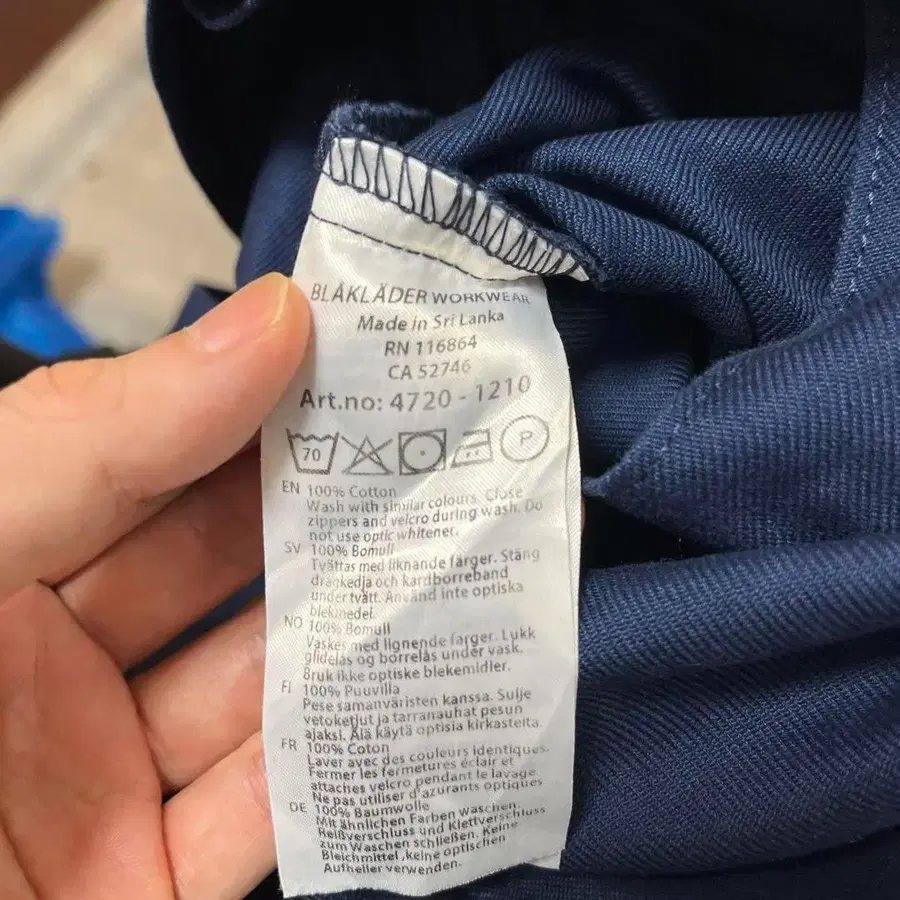 BLÅKLÄDER WORKWEAR
Made in Sri Lanka
RN 116864
CA 52746
Art.no: 4720 - 1210
70 P
EN 100% Cotton
Wash with similar colours. Close
zippers and velcro during wash. Do
not use optic whitener.
SV 100% Bomull
Tvättas med liknande färger. Stäng
dragkedja och kardborreband
under tvätt. Använd inte optiska
blekmedel.
NO 100% Bomull
Vaskes med lignende farger. Lukk
glidelås og borrelås under vask.
Bruk ikke optiske blekemidler.
FI 100% Puuvilla
Pese samanväristen kanssa. Sulje
vetoketjut ja tarranauhat pesun
ajaksi. Älä käytä optisia kirkasteita.
FR 100% Coton
Laver avec des couleurs identiques.
Fermer les fermetures éclair et
attaches velcro pendant le lavage
Ne pas utiliser d'azurants optiques
DE 100% Baumwolle
Mit ähnlichen Farben waschen.
Reißverschluss und Klettverschluss
zum Waschen schließen. Keine
Bleichmittel ,keine optischen
Aufheller verwenden.